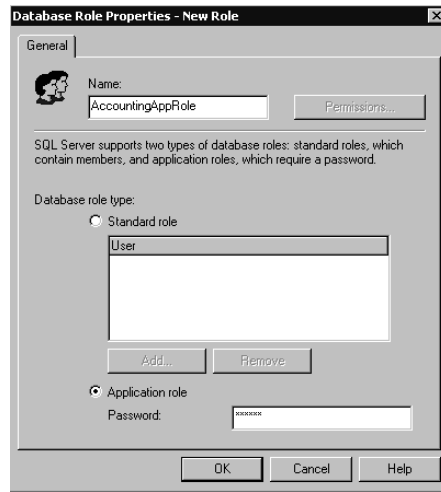 Database Role Properties - New Role
General
Name:
AccountingAppRole
Permissions...
SQL Server supports two types of database roles: standard roles, which
contain members, and application roles, which require a password.
Database role type:
Standard role
User
Add...
Remove
Application role
Password:
××××××
OK
Cancel
Help